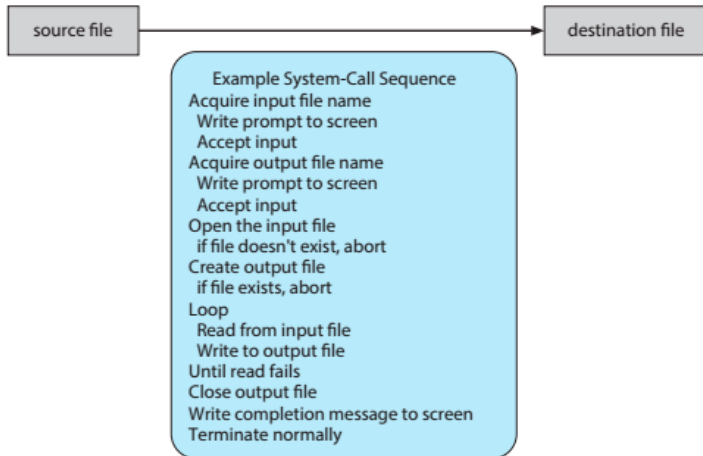 source file
destination file
Example System-Call Sequence
Acquire input file name
Write prompt to screen
Accept input
Acquire output file name
Write prompt to screen
Accept input
Open the input file
if file doesn't exist, abort
Create output file
if file exists, abort
Loop
Read from input file
Write to output file
Until read fails
Close output file
Write completion message to screen
Terminate normally